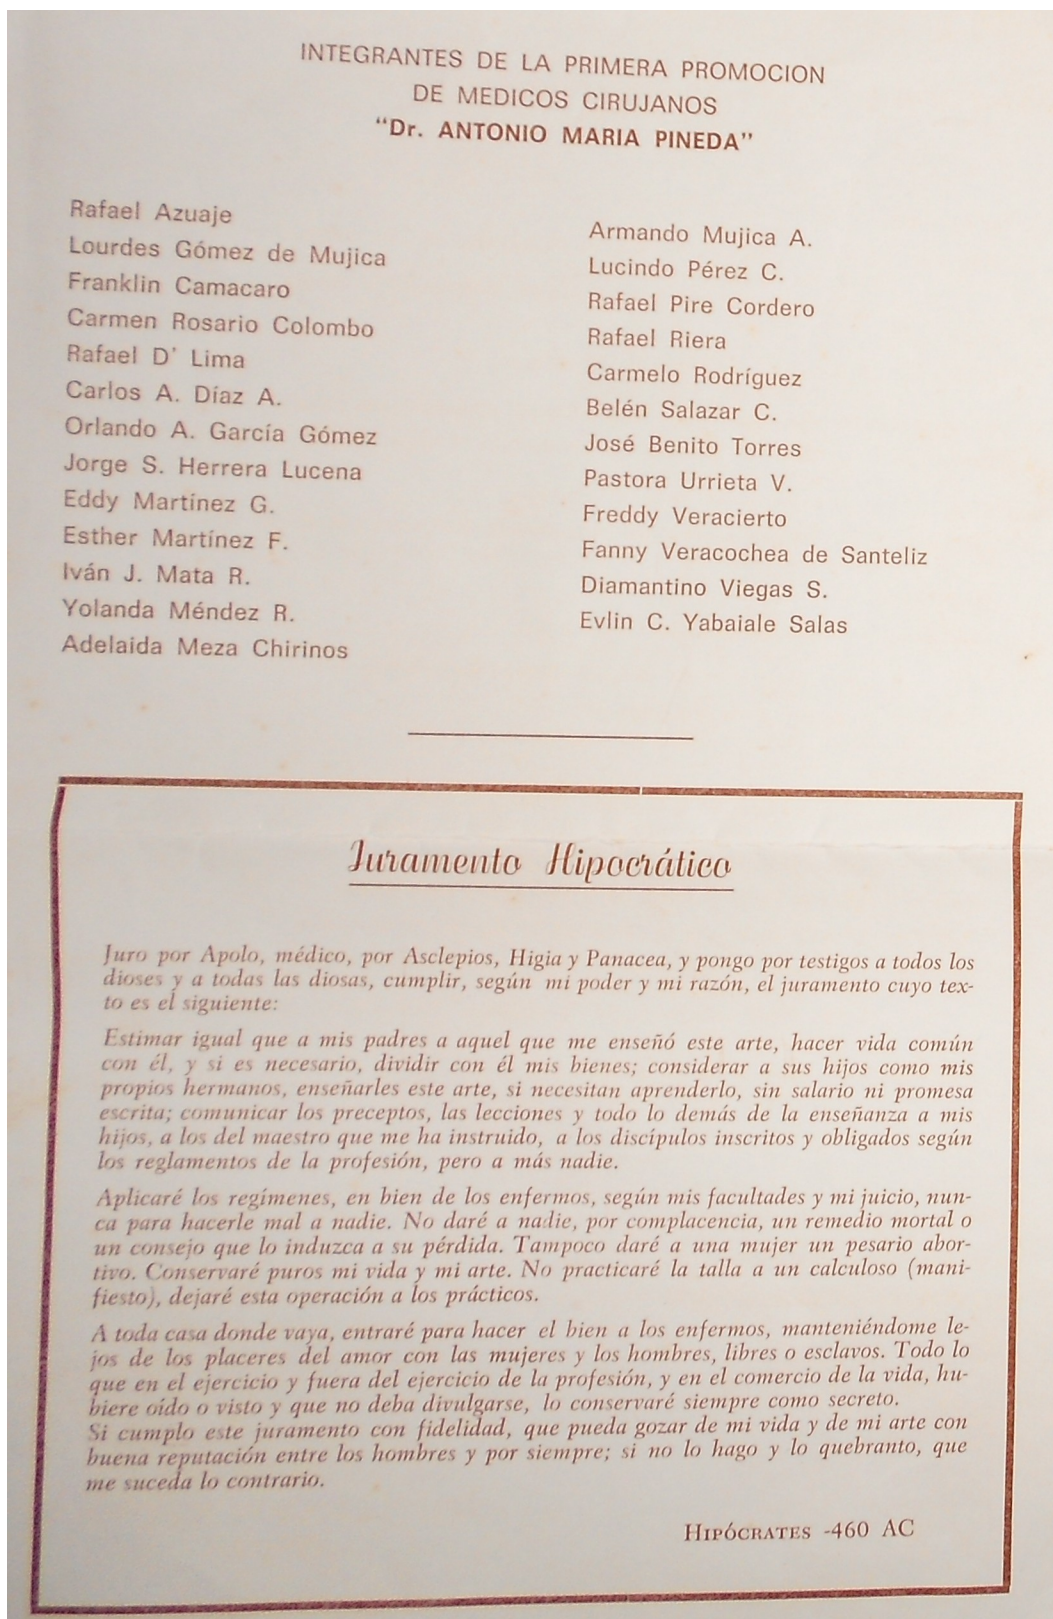 INTEGRANTES DE LA PRIMERA PROMOCION
DE MEDICOS CIRUJANOS
"Dr. ANTONIO MARIA PINEDA"
Rafael Azuaje
Lourdes Gómez de Mujica
Franklin Camacaro
Carmen Rosario Colombo
Rafael D' Lima
Carlos A. Díaz A.
Orlando A. García Gómez
Jorge S. Herrera Lucena
Eddy Martínez G.
Esther Martínez F.
Iván J. Mata R.
Yolanda Méndez R.
Adelaida Meza Chirinos
Armando Mujica A.
Lucindo Pérez C.
Rafael Pire Cordero
Rafael Riera
Carmelo Rodríguez
Belén Salazar C.
José Benito Torres
Pastora Urrieta V.
Freddy Veracierto
Fanny Veracochea de Santeliz
Diamantino Viegas S.
Evlin C. Yabaiale Salas
Juramento Hipocrático
Juro por Apolo, médico, por Asclepios, Higia y Panacea, y pongo por testigos a todos los
dioses y a todas las diosas, cumplir, según mi poder y mi razón, el juramento cuyo tex-
to es el siguiente:
Estimar igual que a mis padres a aquel que me enseñó este arte, hacer vida común
con él, y si es necesario, dividir con él mis bienes; considerar a sus hijos como mis
propios hermanos, enseñarles este arte, si necesitan aprenderlo, sin salario ni promesa
escrita; comunicar los preceptos, las lecciones y todo lo demás de la enseñanza a mis
hijos, a los del maestro que me ha instruido, a los discípulos inscritos y obligados según
los reglamentos de la profesión, pero a más nadie.
Aplicaré los regímenes, en bien de los enfermos, según mis facultades y mi juicio, nun-
ca para hacerle mal a nadie. No daré a nadie, por complacencia, un remedio mortal o
un consejo que lo induzca a su pérdida. Tampoco daré a una mujer un pesario abor-
tivo. Conservaré puros mi vida y mi arte. No practicaré la talla a un calculoso (mani-
fiesto), dejaré esta operación a los prácticos.
A toda casa donde vaya, entraré para hacer el bien a los enfermos, manteniéndome le-
jos de los placeres del amor con las mujeres y los hombres, libres o esclavos. Todo lo
que en el ejercicio y fuera del ejercicio de la profesión, y en el comercio de la vida, hu-
biere oído o visto y que no deba divulgarse, lo conservaré siempre como secreto.
Si cumplo este juramento con fidelidad, que pueda gozar de mi vida y de mi arte con
buena reputación entre los hombres y por siempre; si no lo hago y lo quebranto, que
me suceda lo contrario.
HIPÓCRATES -460 AC